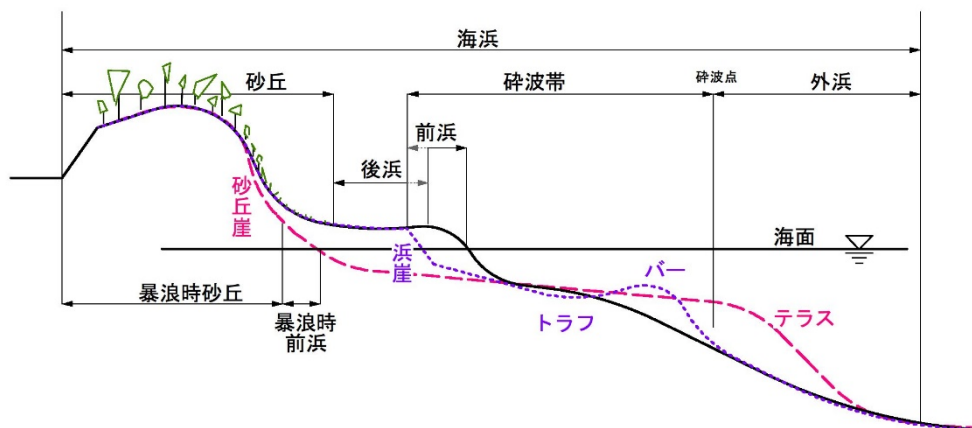 海浜
砂丘
砕波帯
砕波点
外浜
前浜
後浜
砂丘崖
海面
浜崖
バー
暴浪時砂丘
暴浪時
前浜
トラフ
テラス